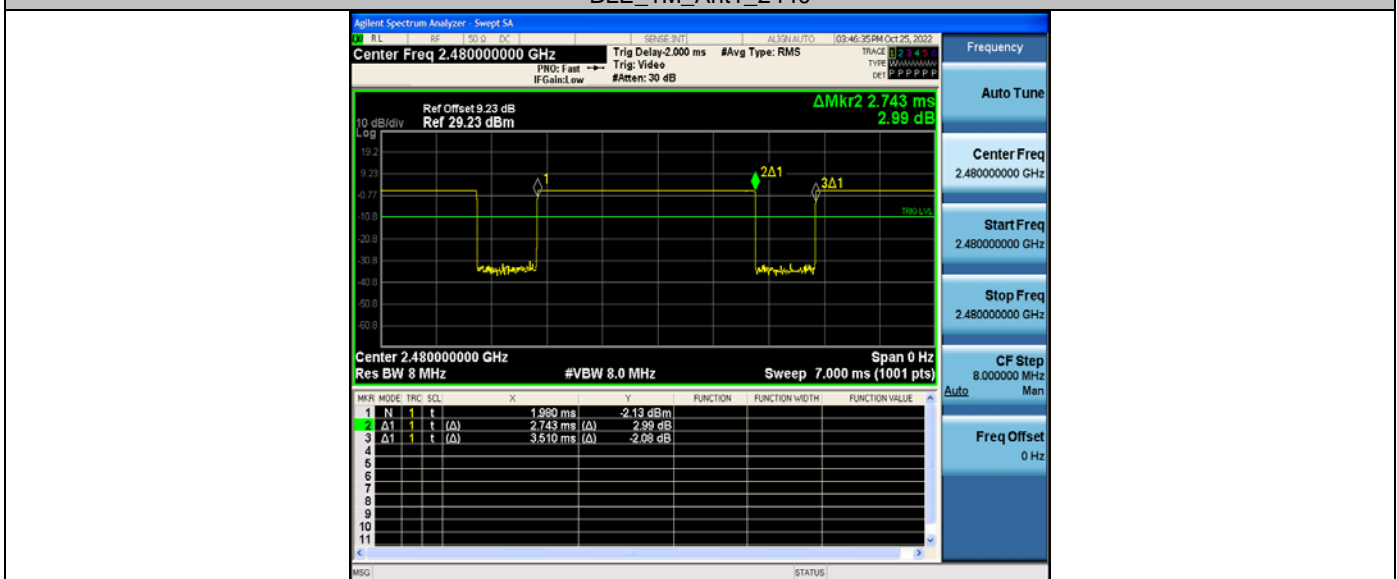 Agilent Spectrum Analyzer - Swept SA
RL RF 50 Ω DC SENSE:INT ALIGN AUTO 03:46:35 PM Oct 25, 2022
Center Freq 2.480000000 GHz
PNO: Fast
IFGain:Low
Trig Delay-2.000 ms
Trig: Video
#Atten: 30 dB
#Avg Type: RMS
TRACE 1 2 3 4 5 6
TYPE
DET P P P P P P
ΔMkr2 2.743 ms
2.99 dB
Ref Offset 9.23 dB
10 dB/div Ref 29.23 dBm
Log
19.2
9.23
-0.77
-10.8
-20.8
-30.8
-40.8
-50.8
-60.8
1
2Δ1
3Δ1
TRIG LVL
Center 2.480000000 GHz Span 0 Hz
Res BW 8 MHz #VBW 8.0 MHz Sweep 7.000 ms (1001 pts)
MKR MODE TRC SCL X Y FUNCTION FUNCTION WIDTH FUNCTION VALUE
1 N 1 t 1.980 ms -2.13 dBm
2 Δ1 1 t (Δ) 2.743 ms (Δ) 2.99 dB
3 Δ1 1 t (Δ) 3.510 ms (Δ) -2.08 dB
4
5
6
7
8
9
10
11
MSG STATUS
Frequency
Auto Tune
Center Freq
2.480000000 GHz
Start Freq
2.480000000 GHz
Stop Freq
2.480000000 GHz
CF Step
8.000000 MHz
Auto Man
Freq Offset
0 Hz